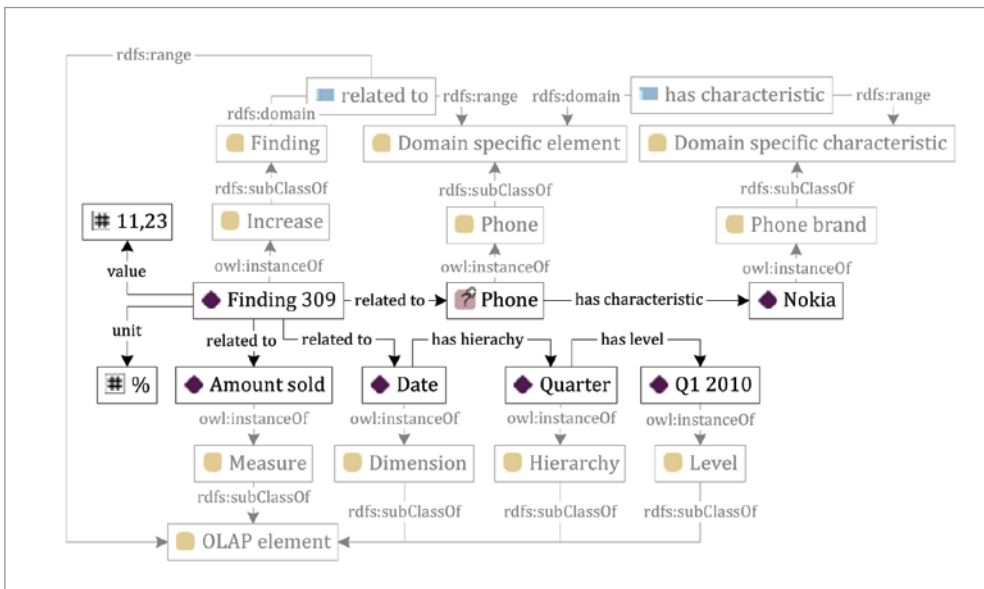 rdfs:range
related to
rdfs:range
rdfs:domain
has characteristic
rdfs:range
rdfs:domain
Finding
Domain specific element
Domain specific characteristic
rdfs:subClassOf
rdfs:subClassOf
rdfs:subClassOf
# 11,23
Increase
Phone
Phone brand
value
owl:instanceOf
owl:instanceOf
owl:instanceOf
Finding 309
related to
? Phone
has characteristic
Nokia
unit
related to
related to
has hierachy
has level
# %
Amount sold
Date
Quarter
Q1 2010
owl:instanceOf
owl:instanceOf
owl:instanceOf
owl:instanceOf
Measure
Dimension
Hierarchy
Level
rdfs:subClassOf
rdfs:subClassOf
rdfs:subClassOf
rdfs:subClassOf
OLAP element